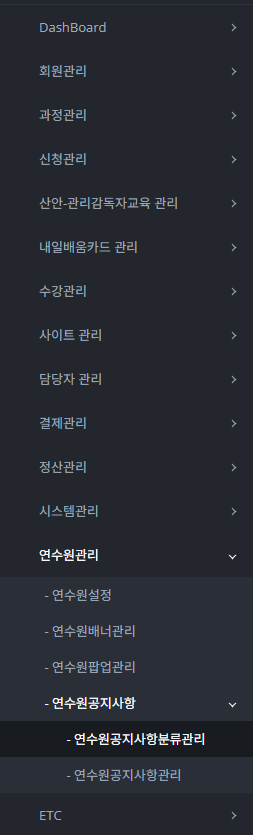 DashBoard
회원관리
과정관리
신청관리
산안-관리감독자교육 관리
내일배움카드 관리
수강관리
사이트 관리
담당자 관리
결제관리
정산관리
시스템관리
연수원관리
- 연수원설정
- 연수원배너관리
- 연수원팝업관리
- 연수원공지사항
- 연수원공지사항분류관리
- 연수원공지사항관리
ETC